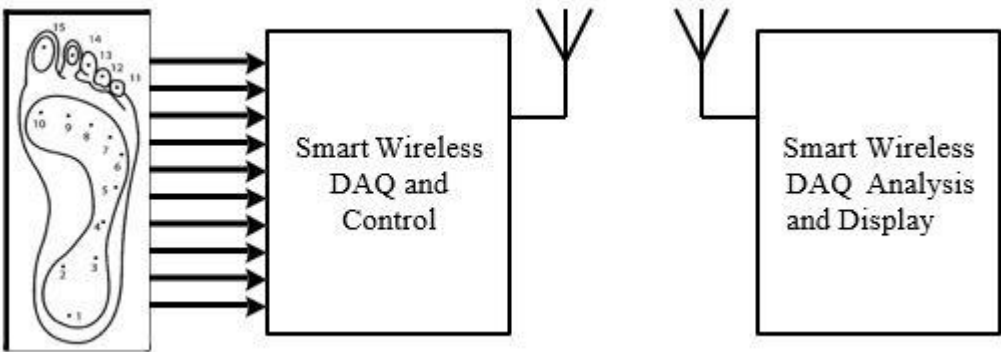 15
14
13
12
11
10
9
8
7
6
5
4
3
2
1
Smart Wireless
DAQ and
Control
Smart Wireless
DAQ Analysis
and Display